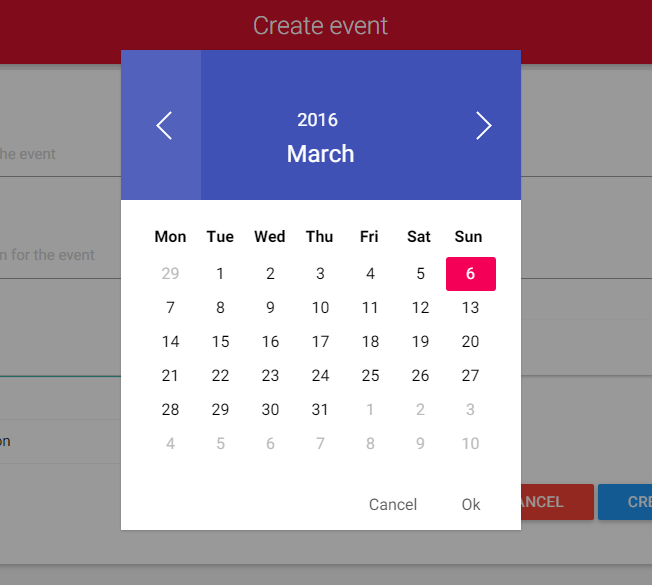 Create event
2016
March
he event
n for the event
on
Mon Tue Wed Thu Fri Sat Sun
29 1 2 3 4 5 6
7 8 9 10 11 12 13
14 15 16 17 18 19 20
21 22 23 24 25 26 27
28 29 30 31 1 2 3
4 5 6 7 8 9 10
Cancel Ok
ANCEL CRE